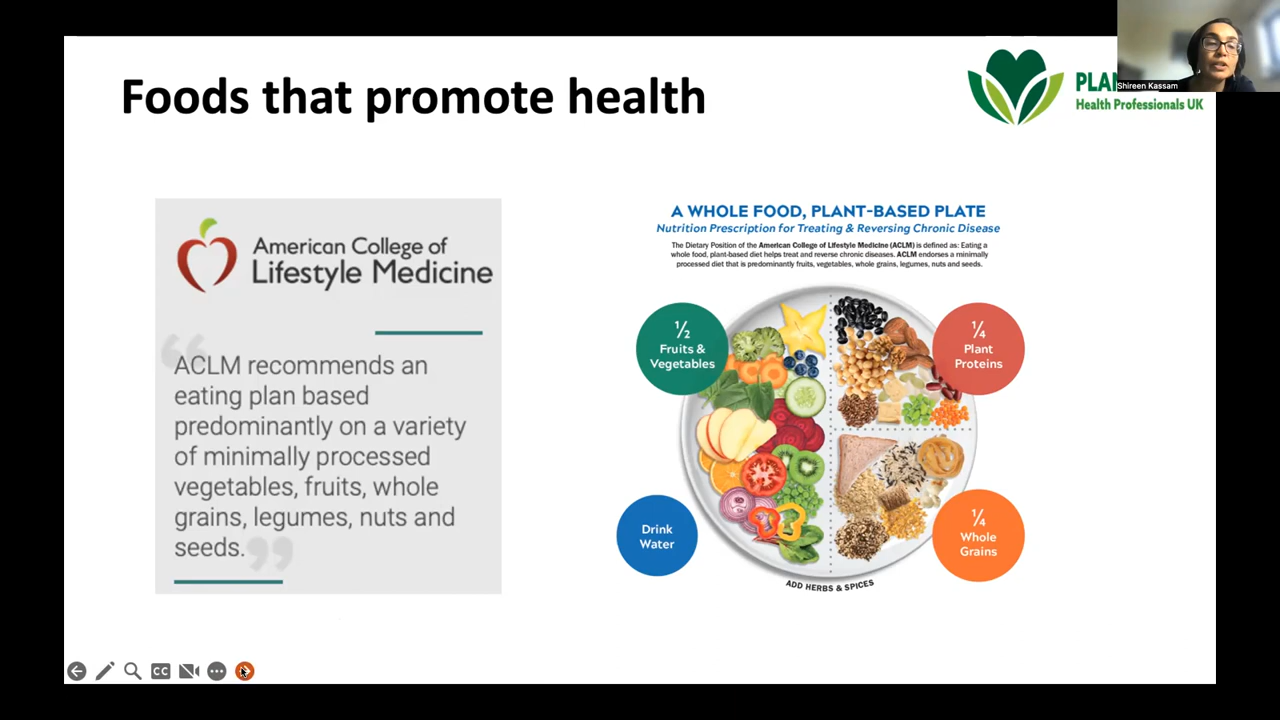 Foods that promote health
PLAN
Health Professionals UK
Shireen Kassam
American College of
Lifestyle Medicine
“
ACLM recommends an
eating plan based
predominantly on a variety
of minimally processed
vegetables, fruits, whole
grains, legumes, nuts and
seeds.”
A WHOLE FOOD, PLANT-BASED PLATE
Nutrition Prescription for Treating & Reversing Chronic Disease
The Dietary Position of the American College of Lifestyle Medicine (ACLM) is defined as: Eating a
whole food, plant-based diet helps treat and reverse chronic diseases. ACLM endorses a minimally
processed diet that is predominantly fruits, vegetables, whole grains, legumes, nuts and seeds.
½
Fruits &
Vegetables
¼
Plant
Proteins
Drink
Water
¼
Whole
Grains
ADD HERBS & SPICES
CC